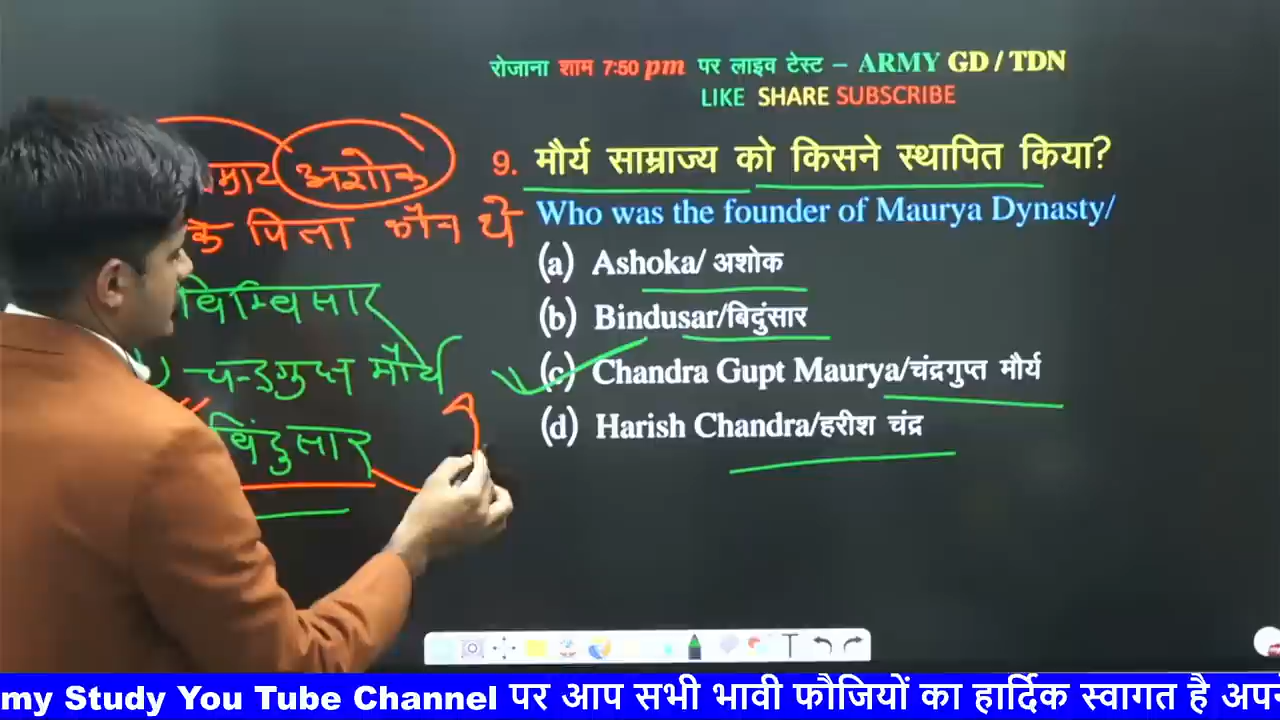 रोजाना शाम 7:50 pm पर लाइव टेस्ट – ARMY GD / TDN
LIKE SHARE SUBSCRIBE
9. मौर्य साम्राज्य को किसने स्थापित किया?
Who was the founder of Maurya Dynasty/
(a) Ashoka/ अशोक
(b) Bindusar/बिदुंसार
(c) Chandra Gupt Maurya/चंद्रगुप्त मौर्य
(d) Harish Chandra/हरीश चंद्र
अशोक
के पिता कौन थे
विम्विसार
चन्द्रगुप्त मौर्य
विंदुसार
my Study You Tube Channel पर आप सभी भावी फौजियों का हार्दिक स्वागत है